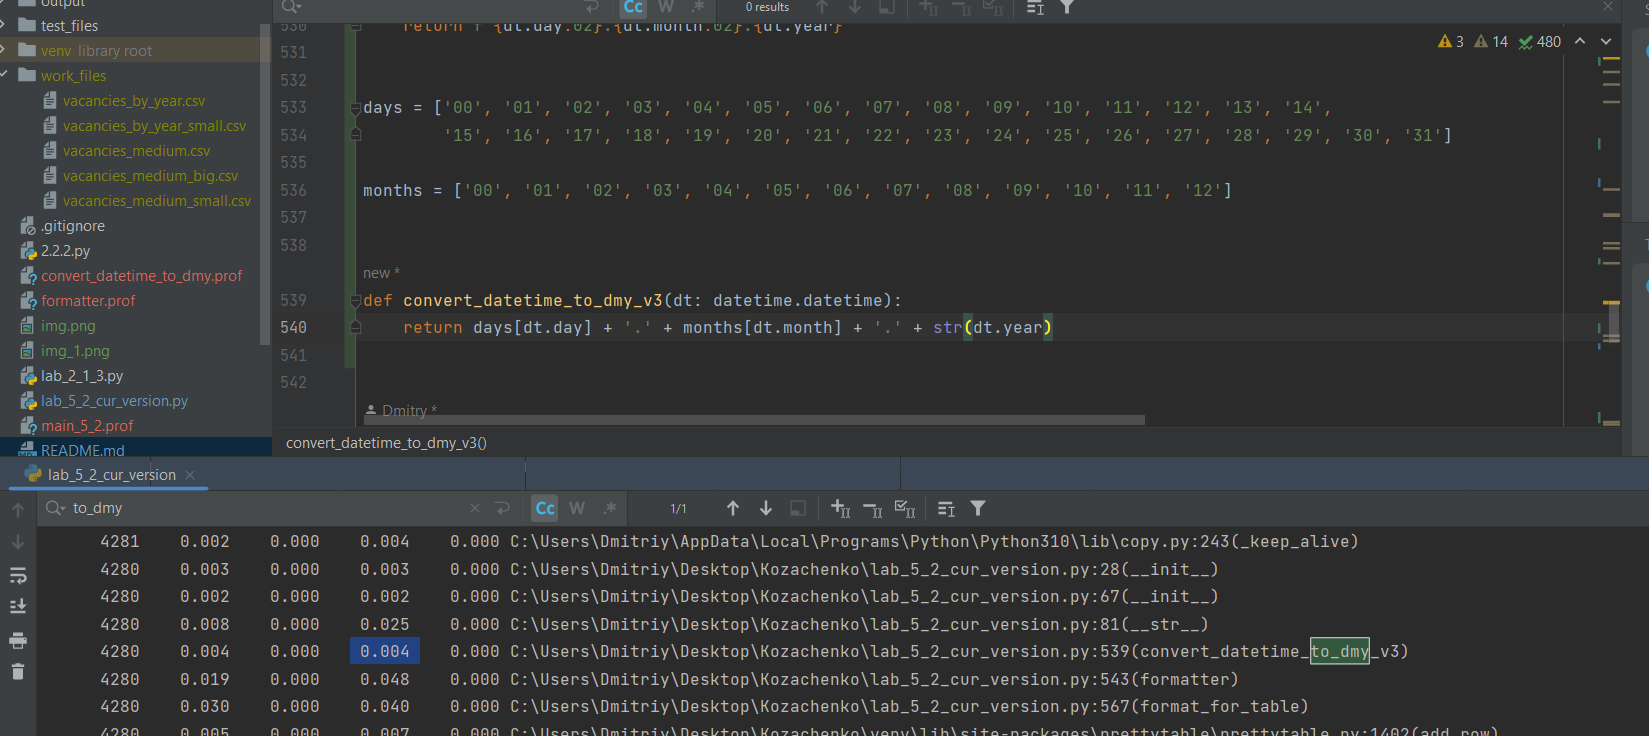 output
test_files
venv library root
work_files
vacancies_by_year.csv
vacancies_by_year_small.csv
vacancies_medium.csv
vacancies_medium_big.csv
vacancies_medium_small.csv
.gitignore
2.2.2.py
convert_datetime_to_dmy.prof
formatter.prof
img.png
img_1.png
lab_2_1_3.py
lab_5_2_cur_version.py
main_5_2.prof
README.md
Cc W .* 0 results
3 14 480
530 return f'{dt.day:02}.{dt.month:02}.{dt.year}'
531
532
533 days = ['00', '01', '02', '03', '04', '05', '06', '07', '08', '09', '10', '11', '12', '13', '14',
534 '15', '16', '17', '18', '19', '20', '21', '22', '23', '24', '25', '26', '27', '28', '29', '30', '31']
535
536 months = ['00', '01', '02', '03', '04', '05', '06', '07', '08', '09', '10', '11', '12']
537
538
new *
539 def convert_datetime_to_dmy_v3(dt: datetime.datetime):
540 return days[dt.day] + '.' + months[dt.month] + '.' + str(dt.year)
541
542
Dmitry *
convert_datetime_to_dmy_v3()
lab_5_2_cur_version
to_dmy Cc W .* 1/1
4281 0.002 0.000 0.004 0.000 C:\Users\Dmitriy\AppData\Local\Programs\Python\Python310\lib\copy.py:243(_keep_alive)
4280 0.003 0.000 0.003 0.000 C:\Users\Dmitriy\Desktop\Kozachenko\lab_5_2_cur_version.py:28(__init__)
4280 0.002 0.000 0.002 0.000 C:\Users\Dmitriy\Desktop\Kozachenko\lab_5_2_cur_version.py:67(__init__)
4280 0.008 0.000 0.025 0.000 C:\Users\Dmitriy\Desktop\Kozachenko\lab_5_2_cur_version.py:81(__str__)
4280 0.004 0.000 0.004 0.000 C:\Users\Dmitriy\Desktop\Kozachenko\lab_5_2_cur_version.py:539(convert_datetime_to_dmy_v3)
4280 0.019 0.000 0.048 0.000 C:\Users\Dmitriy\Desktop\Kozachenko\lab_5_2_cur_version.py:543(formatter)
4280 0.030 0.000 0.040 0.000 C:\Users\Dmitriy\Desktop\Kozachenko\lab_5_2_cur_version.py:567(format_for_table)
4280 0.005 0.000 0.007 0.000 C:\Users\Dmitriy\Desktop\Kozachenko\venv\lib\site-packages\prettytable\prettytable.py:1402(add_row)